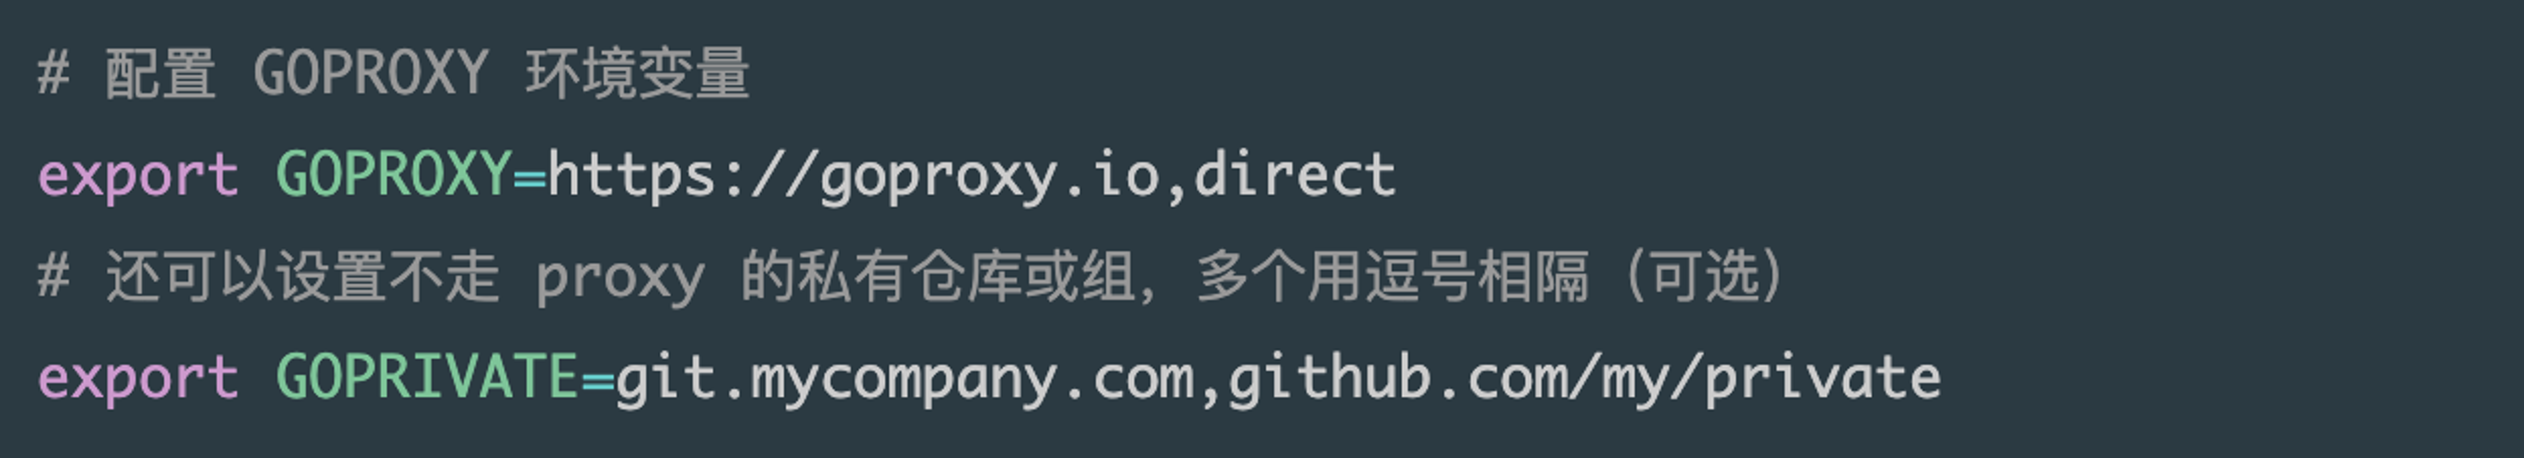 # 配置 GOPROXY 环境变量
export GOPROXY=https://goproxy.io,direct
# 还可以设置不走 proxy 的私有仓库或组，多个用逗号相隔（可选）
export GOPRIVATE=git.mycompany.com,github.com/my/private